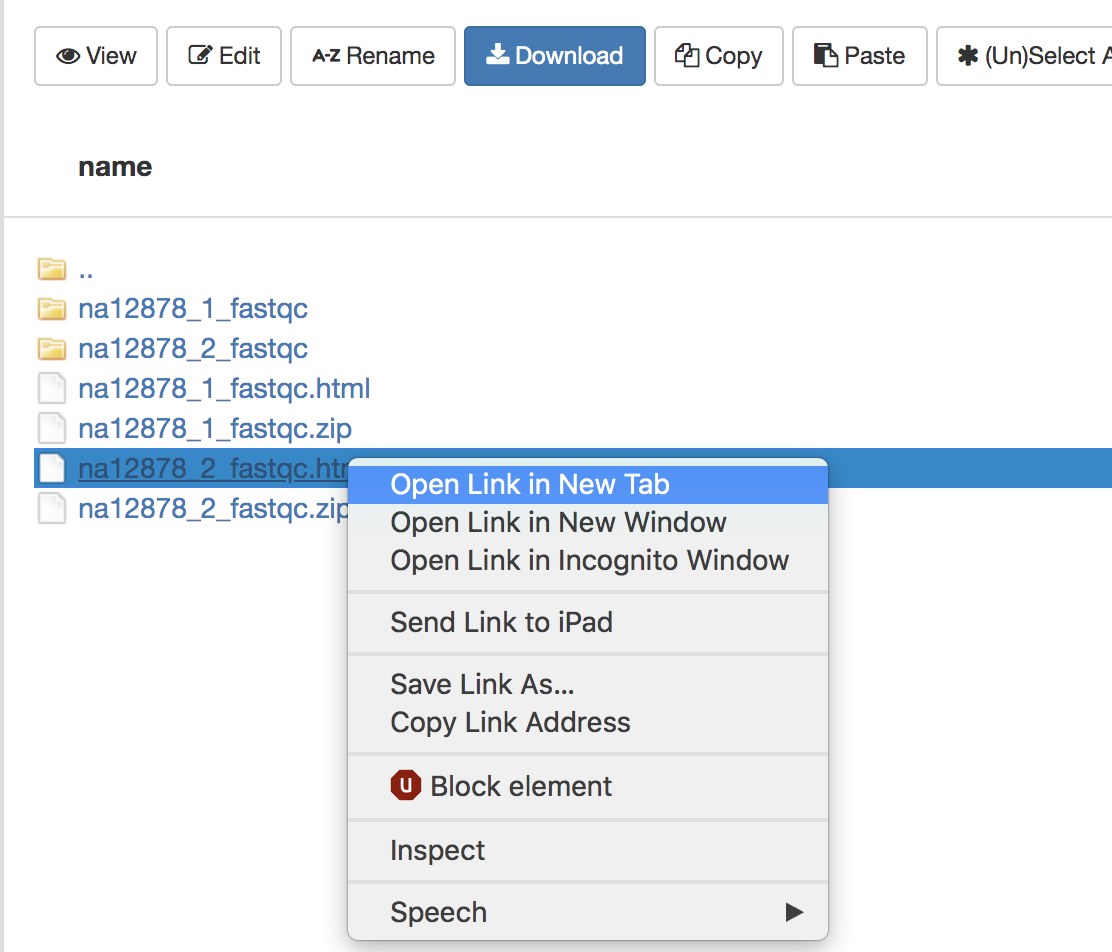 View Edit A-Z Rename Download Copy Paste (Un)Select
name
..
na12878_1_fastqc
na12878_2_fastqc
na12878_1_fastqc.html
na12878_1_fastqc.zip
na12878_2_fastqc.htm
na12878_2_fastqc.zip
Open Link in New Tab
Open Link in New Window
Open Link in Incognito Window
Send Link to iPad
Save Link As...
Copy Link Address
U Block element
Inspect
Speech